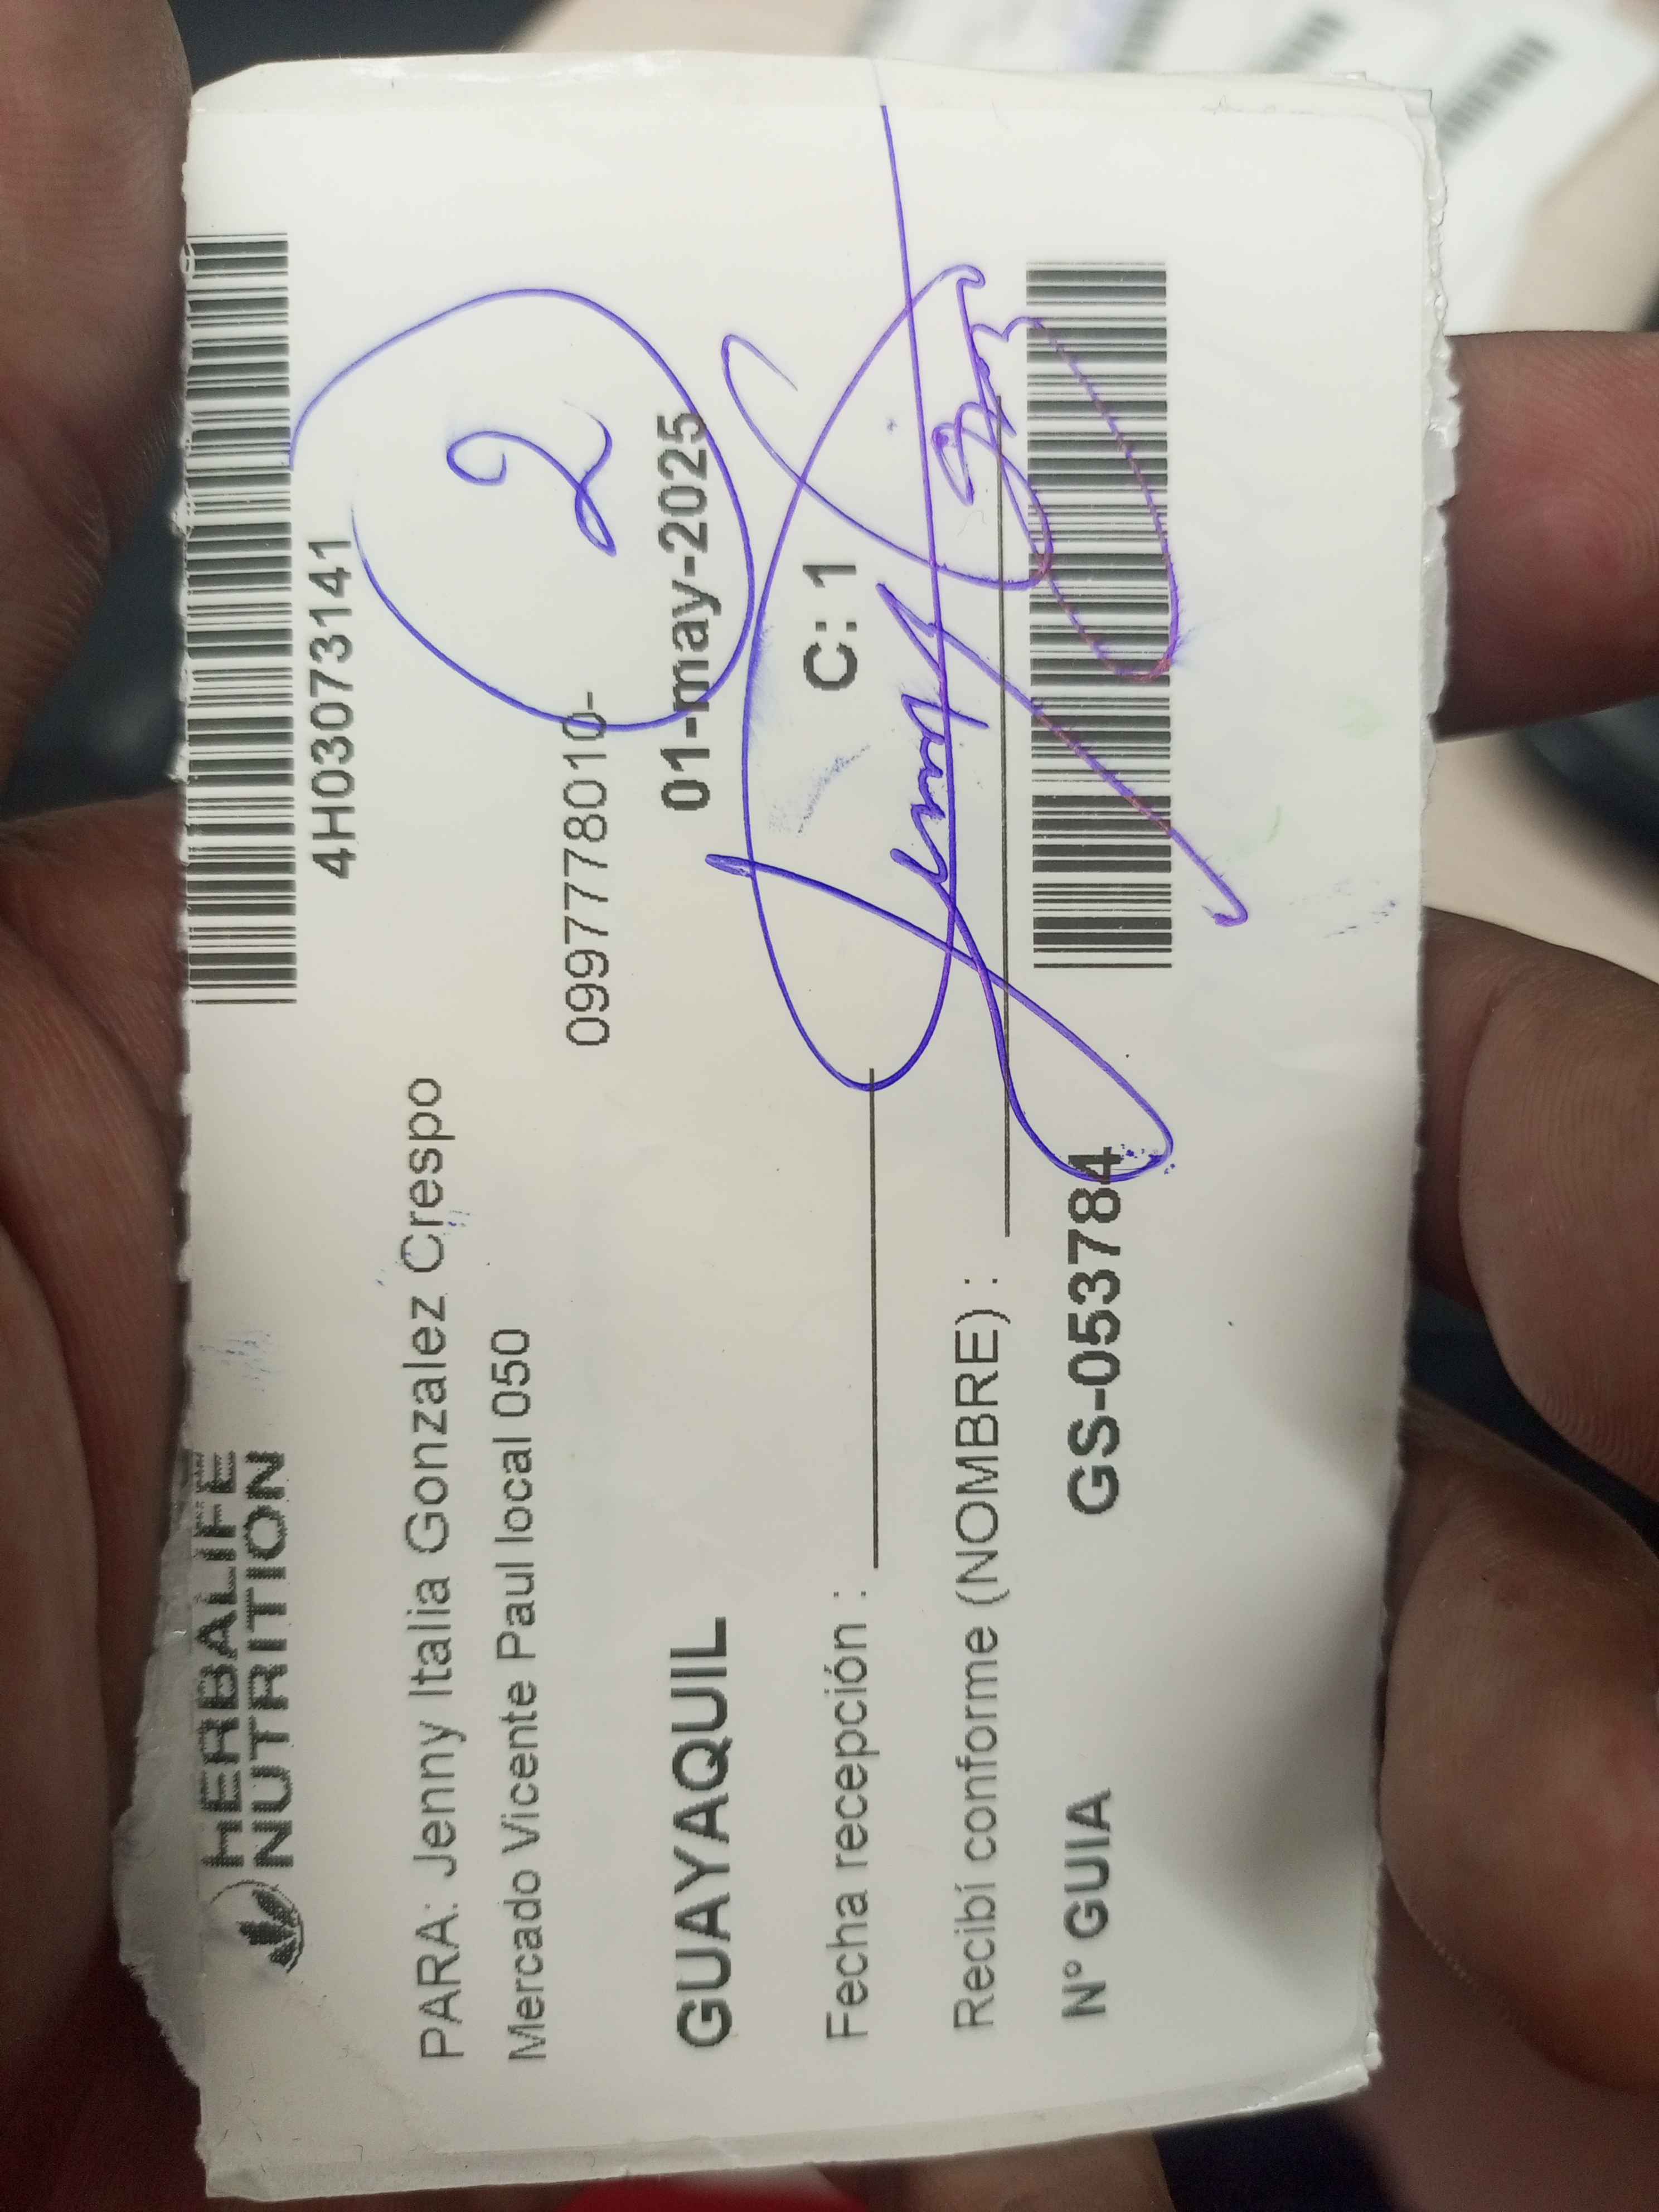 HERBALIFE
NUTRITION
4H03073141
PARA: Jenny Italia Gonzalez Crespo
Mercado Vicente Paul local 050
0997778010-
2
GUAYAQUIL 01-may-2025
Fecha recepción : C: 1
Recibí conforme (NOMBRE) :
N° GUIA GS-053784